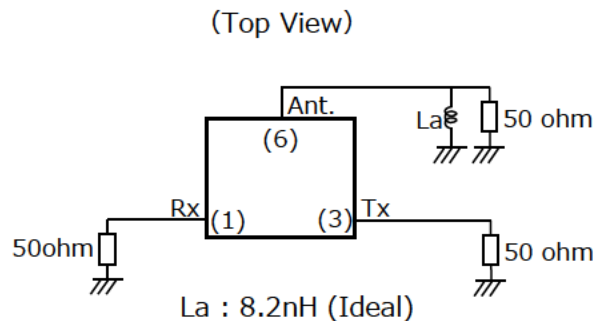 (Top View)
Ant.
(6)
La
50 ohm
Rx
(1)
(3)
Tx
50ohm
50 ohm
La : 8.2nH (Ideal)